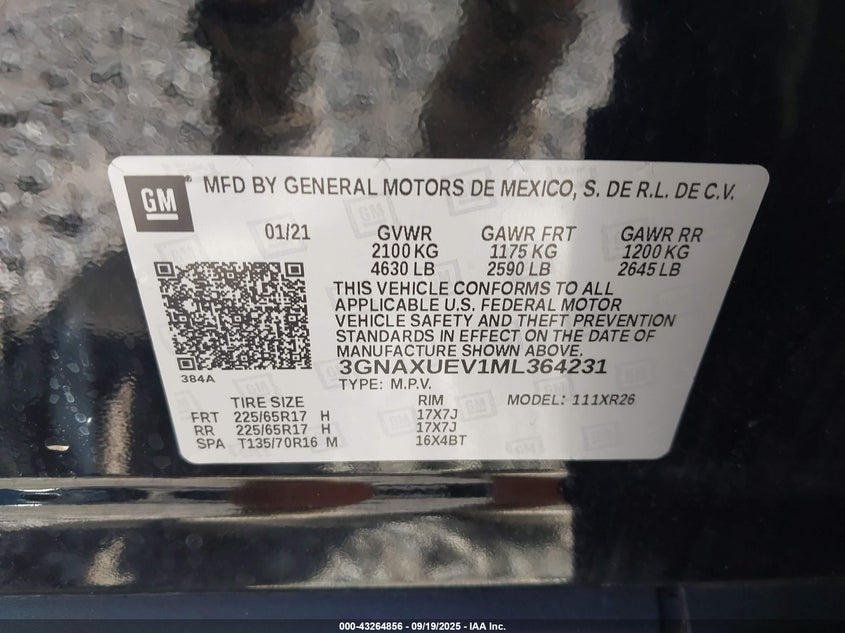 GM ® MFD BY GENERAL MOTORS DE MEXICO, S. DE R.L. DE C.V.
01/21 GVWR GAWR FRT GAWR RR
2100 KG 1175 KG 1200 KG
4630 LB 2590 LB 2645 LB
THIS VEHICLE CONFORMS TO ALL
APPLICABLE U.S. FEDERAL MOTOR
VEHICLE SAFETY AND THEFT PREVENTION
STANDARDS IN EFFECT ON THE DATE OF
MANUFACTURE SHOWN ABOVE.
384A
3GNAXUEV1ML364231
TYPE: M.P.V.
TIRE SIZE RIM MODEL: 111XR26
FRT 225/65R17 H 17X7J
RR 225/65R17 H 17X7J
SPA T135/70R16 M 16X4BT
000-43264856 - 09/19/2025 - IAA Inc.